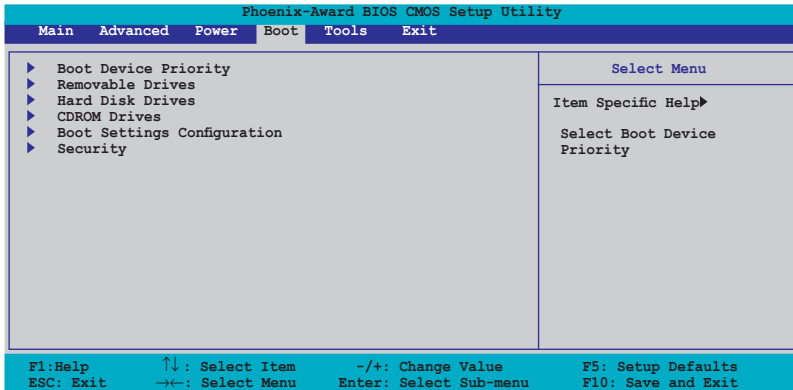 Phoenix-Award BIOS CMOS Setup Utility
Main Advanced Power Boot Tools Exit
Boot Device Priority
Removable Drives
Hard Disk Drives
CDROM Drives
Boot Settings Configuration
Security
Select Menu
Item Specific Help
Select Boot Device
Priority
F1:Help ↑↓ : Select Item -/+: Change Value F5: Setup Defaults
ESC: Exit →←: Select Menu Enter: Select Sub-menu F10: Save and Exit